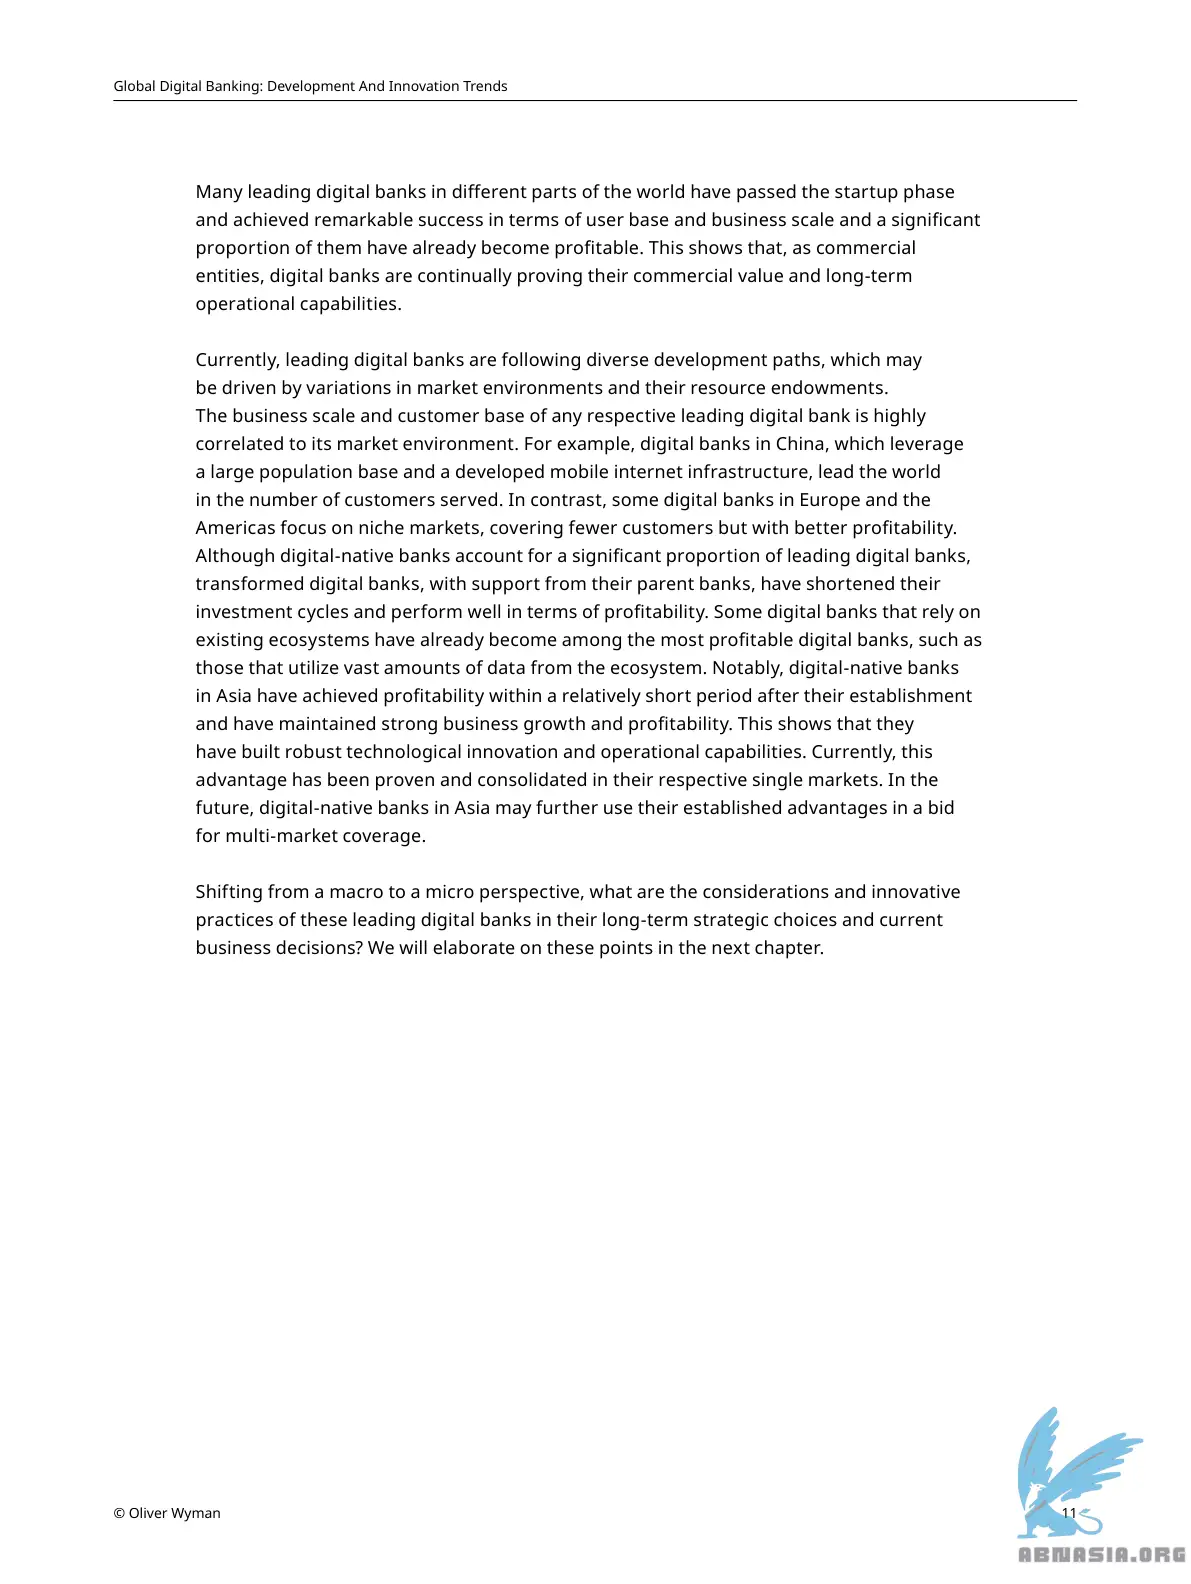 Global Digital Banking: Development And Innovation Trends
Many leading digital banks in different parts of the world have passed the startup phase
and achieved remarkable success in terms of user base and business scale and a significant
proportion of them have already become profitable. This shows that, as commercial
entities, digital banks are continually proving their commercial value and long-term
operational capabilities.
Currently, leading digital banks are following diverse development paths, which may
be driven by variations in market environments and their resource endowments.
The business scale and customer base of any respective leading digital bank is highly
correlated to its market environment. For example, digital banks in China, which leverage
a large population base and a developed mobile internet infrastructure, lead the world
in the number of customers served. In contrast, some digital banks in Europe and the
Americas focus on niche markets, covering fewer customers but with better profitability.
Although digital-native banks account for a significant proportion of leading digital banks,
transformed digital banks, with support from their parent banks, have shortened their
investment cycles and perform well in terms of profitability. Some digital banks that rely on
existing ecosystems have already become among the most profitable digital banks, such as
those that utilize vast amounts of data from the ecosystem. Notably, digital-native banks
in Asia have achieved profitability within a relatively short period after their establishment
and have maintained strong business growth and profitability. This shows that they
have built robust technological innovation and operational capabilities. Currently, this
advantage has been proven and consolidated in their respective single markets. In the
future, digital-native banks in Asia may further use their established advantages in a bid
for multi-market coverage.
Shifting from a macro to a micro perspective, what are the considerations and innovative
practices of these leading digital banks in their long-term strategic choices and current
business decisions? We will elaborate on these points in the next chapter.
© Oliver Wyman
11
ABNASIA.ORG